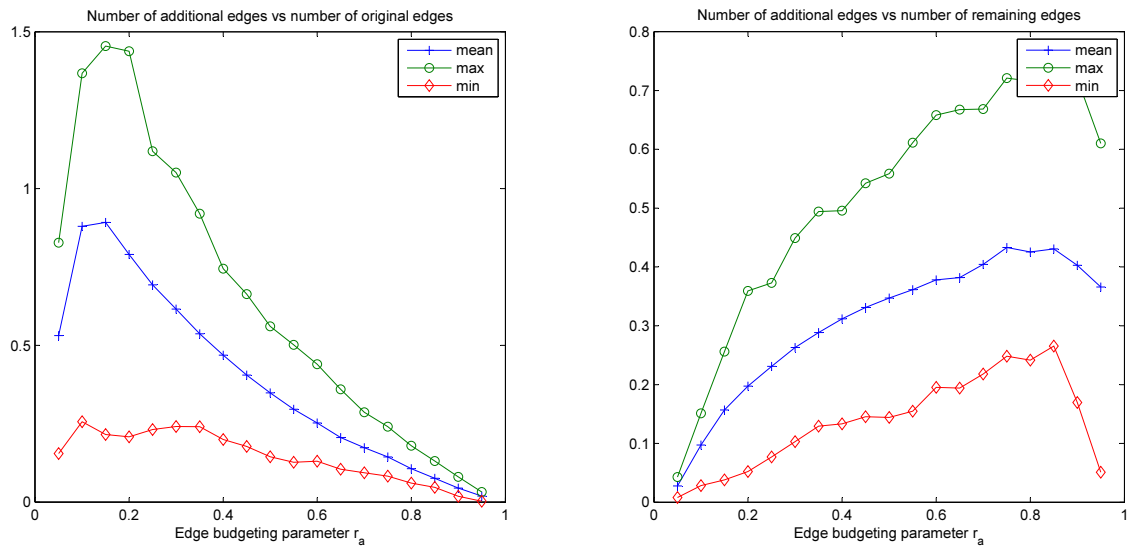 Number of additional edges vs number of original edges
1.5
1
0.5
0
0 0.2 0.4 0.6 0.8 1
Edge budgeting parameter r_a
mean
max
min
Number of additional edges vs number of remaining edges
0.8
0.7
0.6
0.5
0.4
0.3
0.2
0.1
0
0 0.2 0.4 0.6 0.8 1
Edge budgeting parameter r_a
mean
max
min